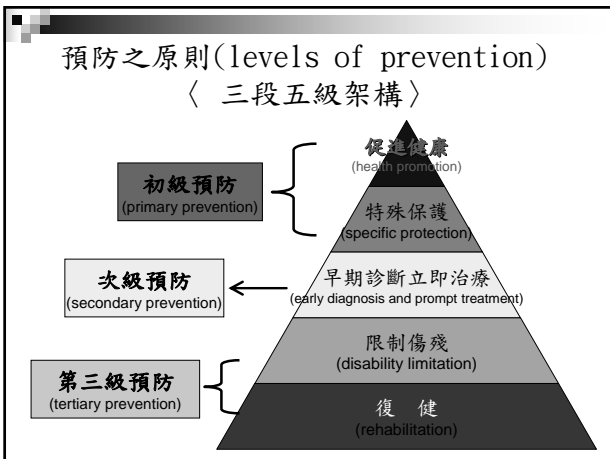 預防之原則(levels of prevention)
〈 三段五級架構〉
促進健康
(health promotion)
初級預防
(primary prevention)
特殊保護
(specific protection)
次級預防
(secondary prevention)
早期診斷立即治療
(early diagnosis and prompt treatment)
限制傷殘
(disability limitation)
第三級預防
(tertiary prevention)
復 健
(rehabilitation)